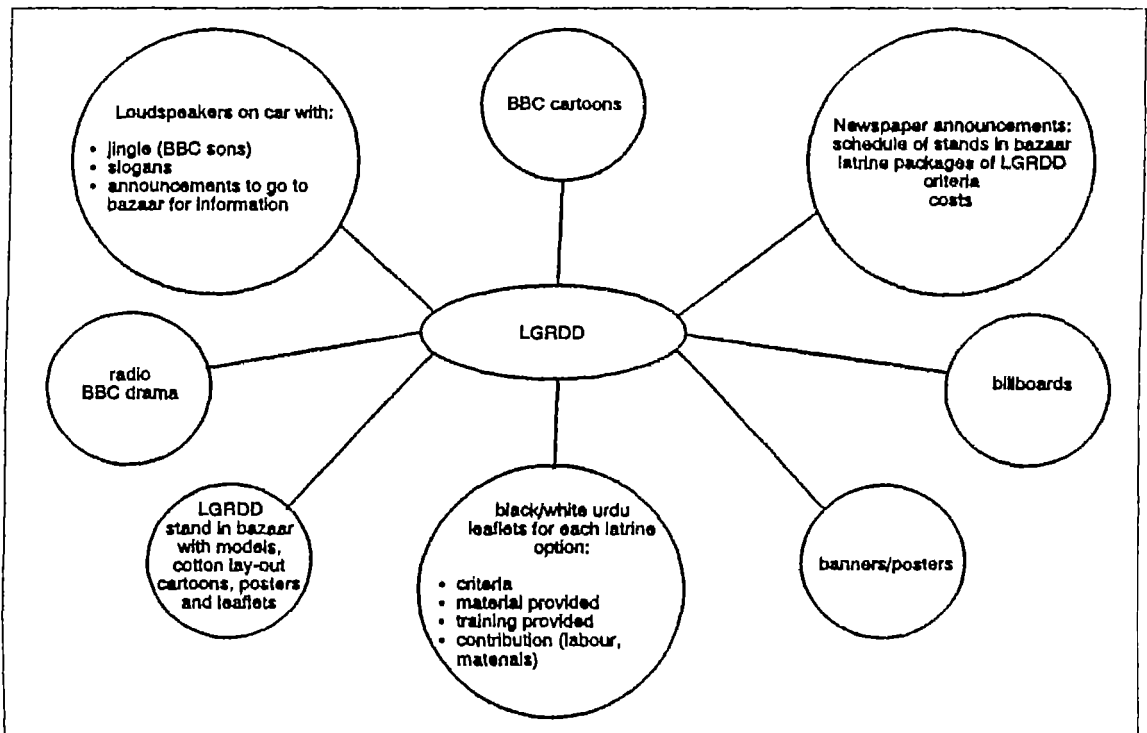 Loudspeakers on car with:
• jingle (BBC sons)
• slogans
• announcements to go to
bazaar for information
BBC cartoons
Newspaper announcements:
schedule of stands in bazaar
latrine packages of LGRDD
criteria
costs
LGRDD
radio
BBC drama
billboards
LGRDD
stand in bazaar
with models,
cotton lay-out
cartoons, posters
and leaflets
black/white urdu
leaflets for each latrine
option:
• criteria
• material provided
• training provided
• contribution (labour,
materials)
banners/posters